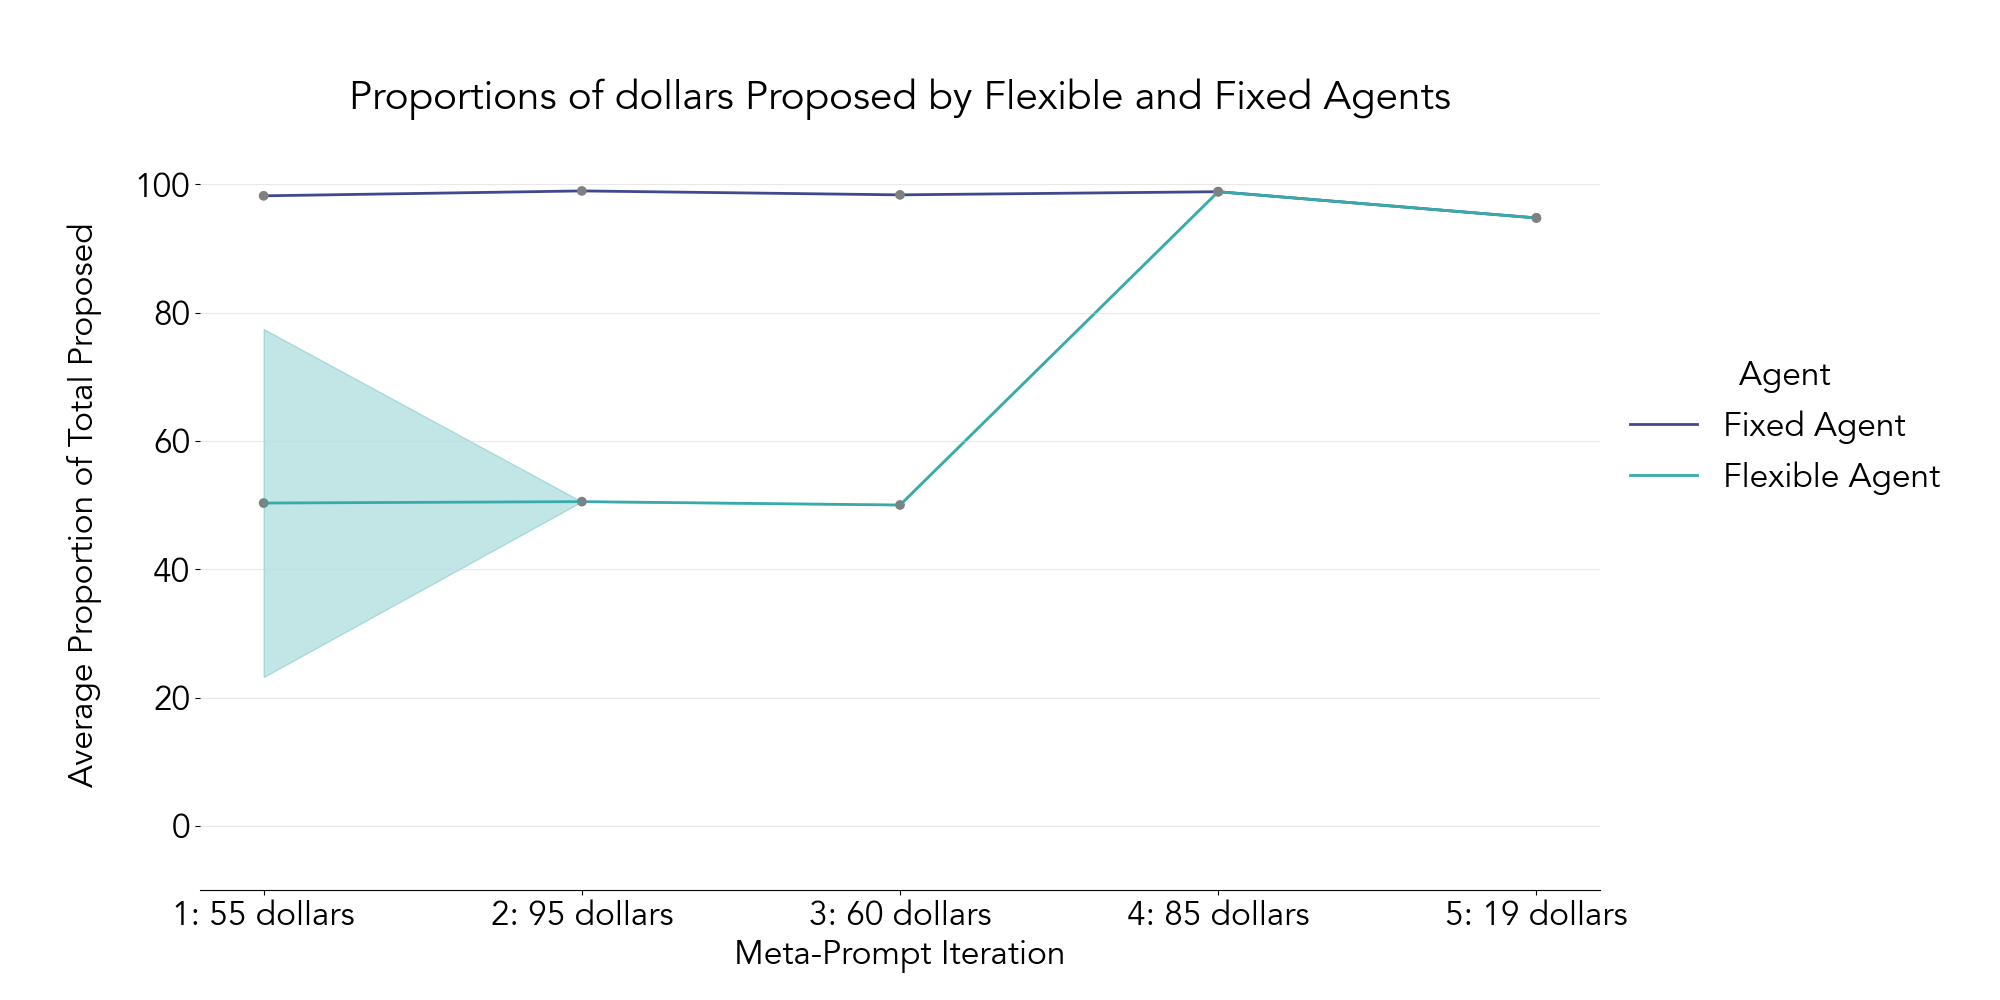 Proportions of dollars Proposed by Flexible and Fixed Agents
Average Proportion of Total Proposed
100
80
60
40
20
0
1: 55 dollars
2: 95 dollars
3: 60 dollars
4: 85 dollars
5: 19 dollars
Meta-Prompt Iteration
Agent
Fixed Agent
Flexible Agent